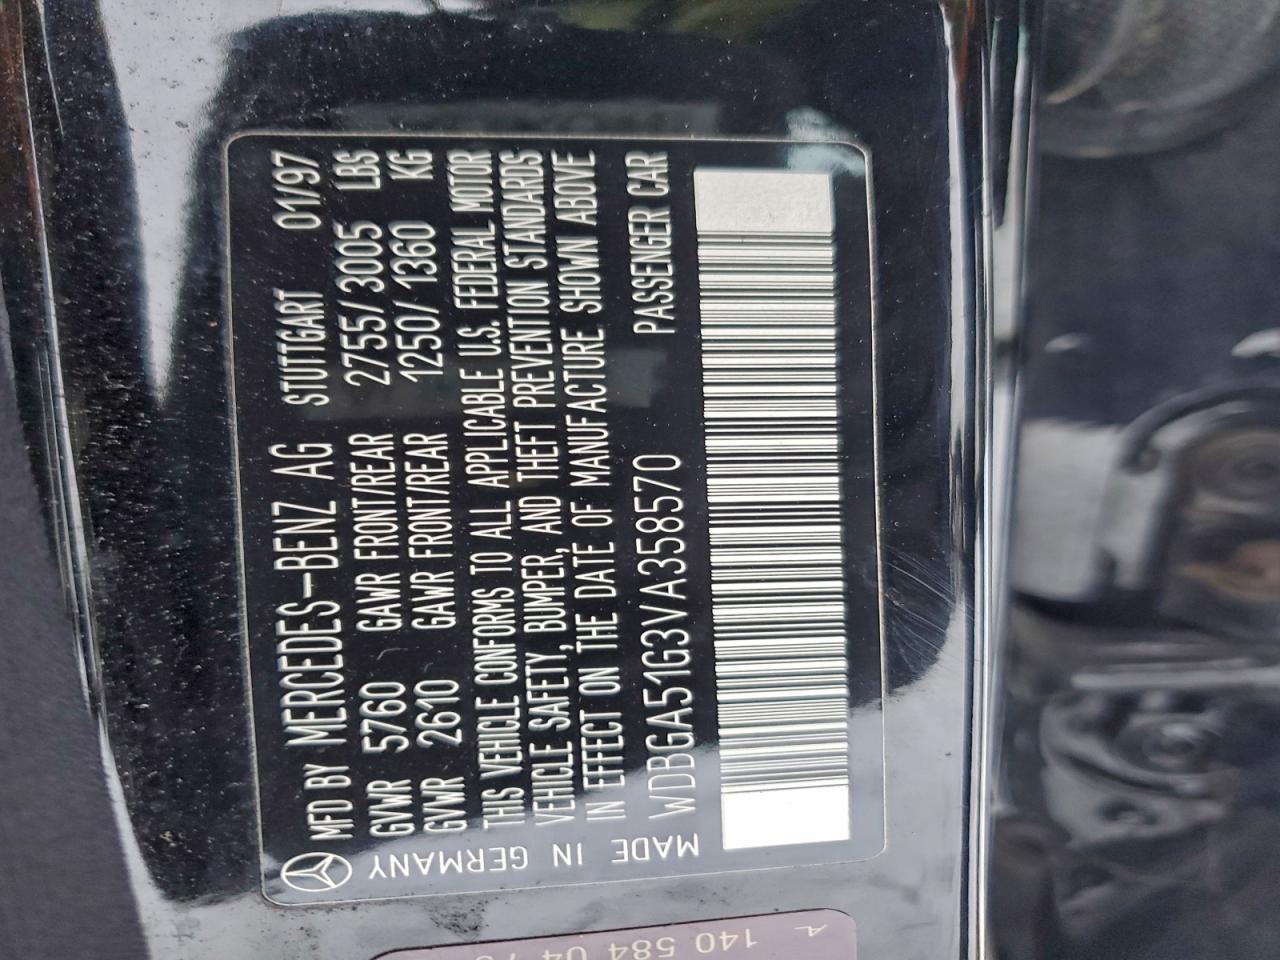 MFD BY MERCEDES-BENZ AG STUTTGART 01/97
GVWR 5760 GAWR FRONT/REAR 2755/3005 LBS
GVWR 2610 GAWR FRONT/REAR 1250/1360 KG
THIS VEHICLE CONFORMS TO ALL APPLICABLE U.S. FEDERAL MOTOR
VEHICLE SAFETY, BUMPER, AND THEFT PREVENTION STANDARDS
IN EFFECT ON THE DATE OF MANUFACTURE SHOWN ABOVE
WDBGA51G3VA358570 PASSENGER CAR
MADE IN GERMANY
A 140 584 04